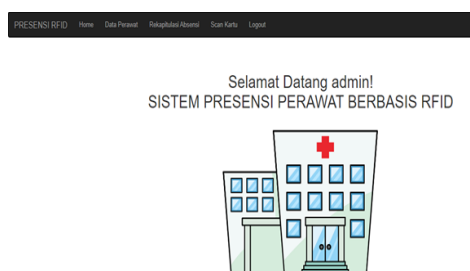 PRESENSI RFID Home Data Perawat Rekapitulasi Absensi Scan Kartu Logout
Selamat Datang admin!
SISTEM PRESENSI PERAWAT BERBASIS RFID